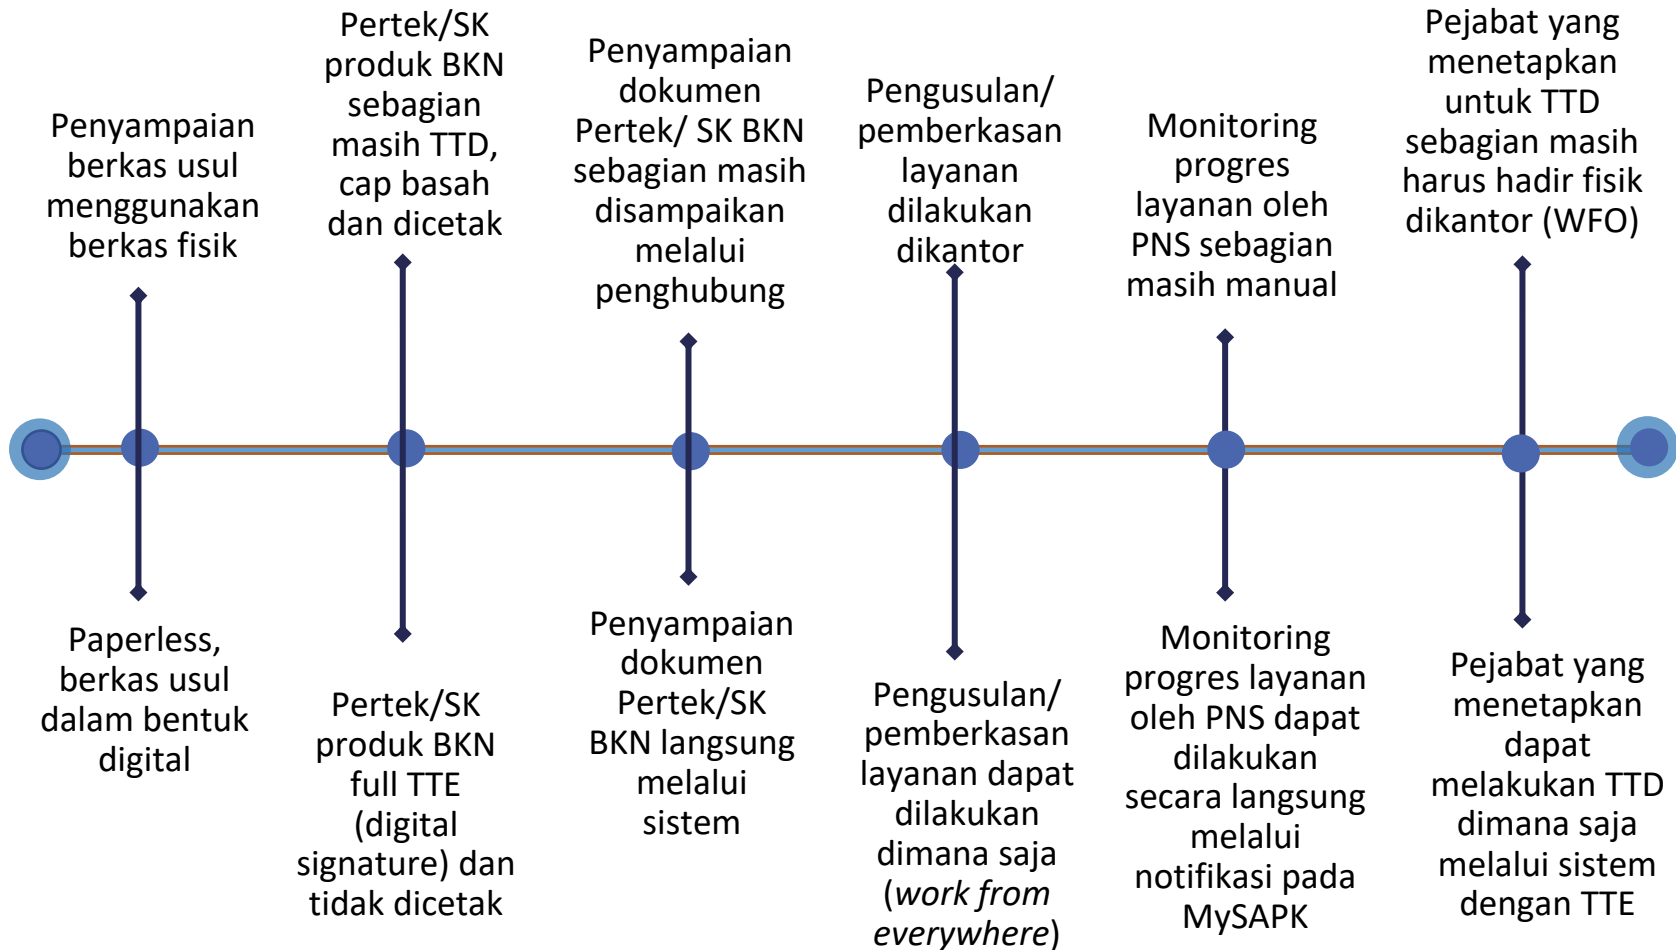 Penyampaian
berkas usul
menggunakan
berkas fisik
Pertek/SK
produk BKN
sebagian
masih TTD,
cap basah
dan dicetak
Penyampaian
dokumen
Pertek/ SK BKN
sebagian masih
disampaikan
melalui
penghubung
Pengusulan/
pemberkasan
layanan
dilakukan
dikantor
Monitoring
progres
layanan oleh
PNS sebagian
masih manual
Pejabat yang
menetapkan
untuk TTD
sebagian masih
harus hadir fisik
dikantor (WFO)
Paperless,
berkas usul
dalam bentuk
digital
Pertek/SK
produk BKN
full TTE
(digital
signature) dan
tidak dicetak
Penyampaian
dokumen
Pertek/SK
BKN langsung
melalui
sistem
Pengusulan/
pemberkasan
layanan dapat
dilakukan
dimana saja
(work from
everywhere)
Monitoring
progres layanan
oleh PNS dapat
dilakukan
secara langsung
melalui
notifikasi pada
MySAPK
Pejabat yang
menetapkan
dapat
melakukan TTD
dimana saja
melalui sistem
dengan TTE